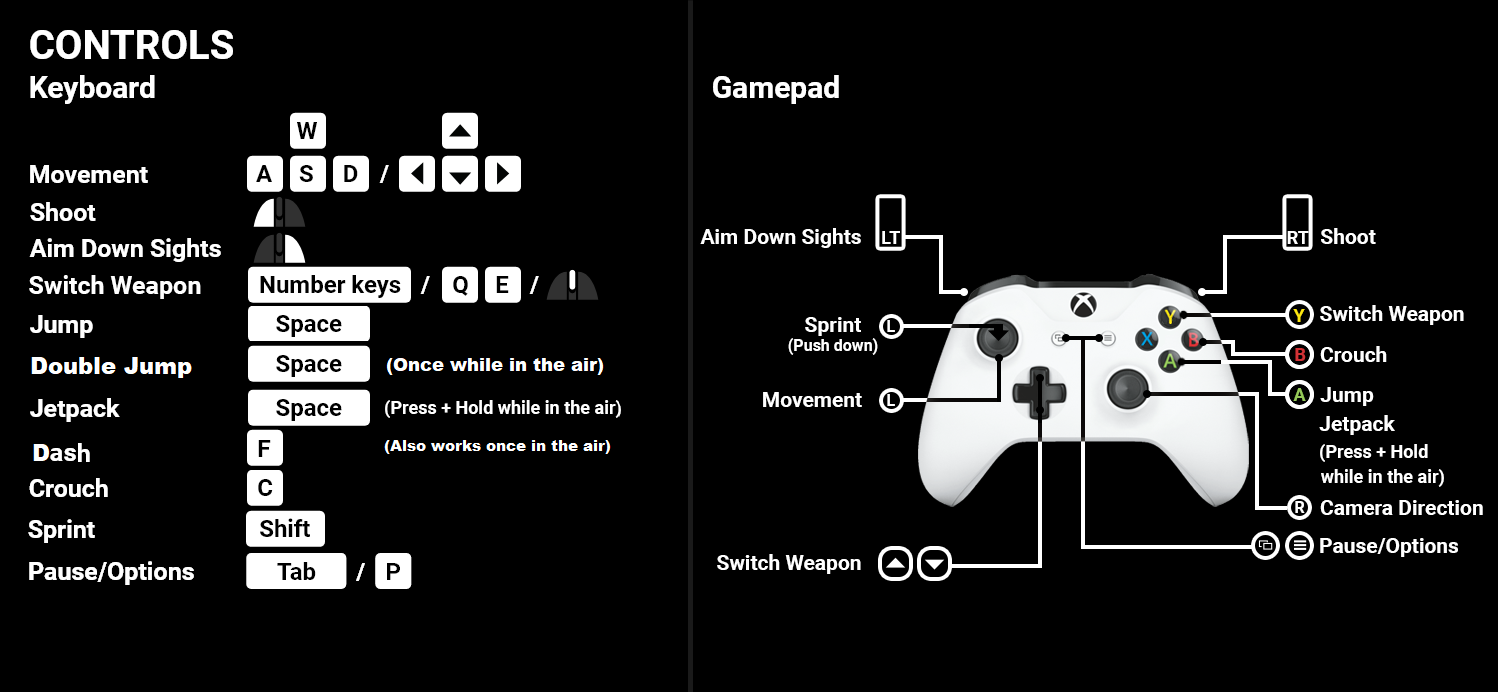 CONTROLS
Keyboard
W
Movement A S D /
Shoot
Aim Down Sights
Switch Weapon Number keys / Q E /
Jump Space
Double Jump Space (Once while in the air)
Jetpack Space (Press + Hold while in the air)
Dash F (Also works once in the air)
Crouch C
Sprint Shift
Pause/Options Tab / P
Gamepad
Aim Down Sights LT
RT Shoot
Sprint L
(Push down)
Movement L
Switch Weapon
Y X B A
Y Switch Weapon
B Crouch
A Jump
Jetpack
(Press + Hold
while in the air)
R Camera Direction
Pause/Options